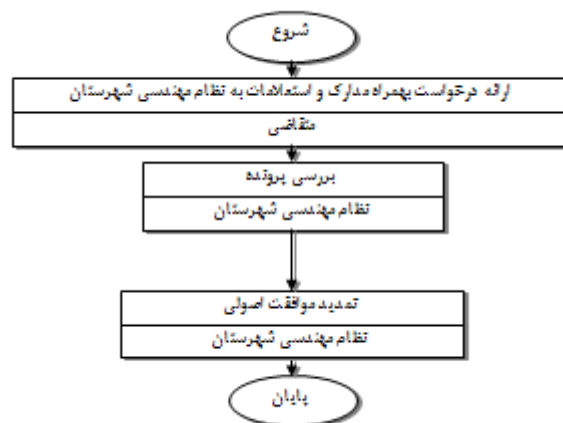 شروع
ارائه درخواست بهمراه مدارک و استعلامات به نظام مهندسی شهرستان
متقاضی
بررسی پرونده
نظام مهندسی شهرستان
تمدید موافقت اصولی
نظام مهندسی شهرستان
پایان